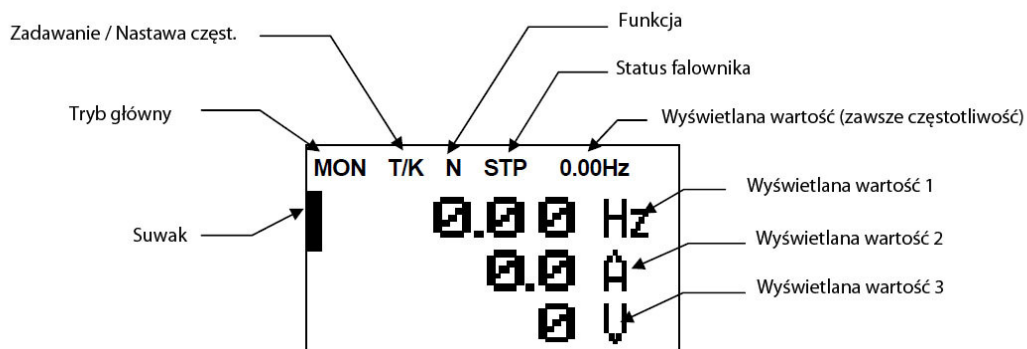 Funkcja
Zadawanie / Nastawa częst.
Status falownika
Tryb główny
Wyświetlana wartość (zawsze częstotliwość)
MON T/K N STP 0.00Hz
Wyświetlana wartość 1
0.00 Hz
Suwak
Wyświetlana wartość 2
0.0 A
Wyświetlana wartość 3
0 V